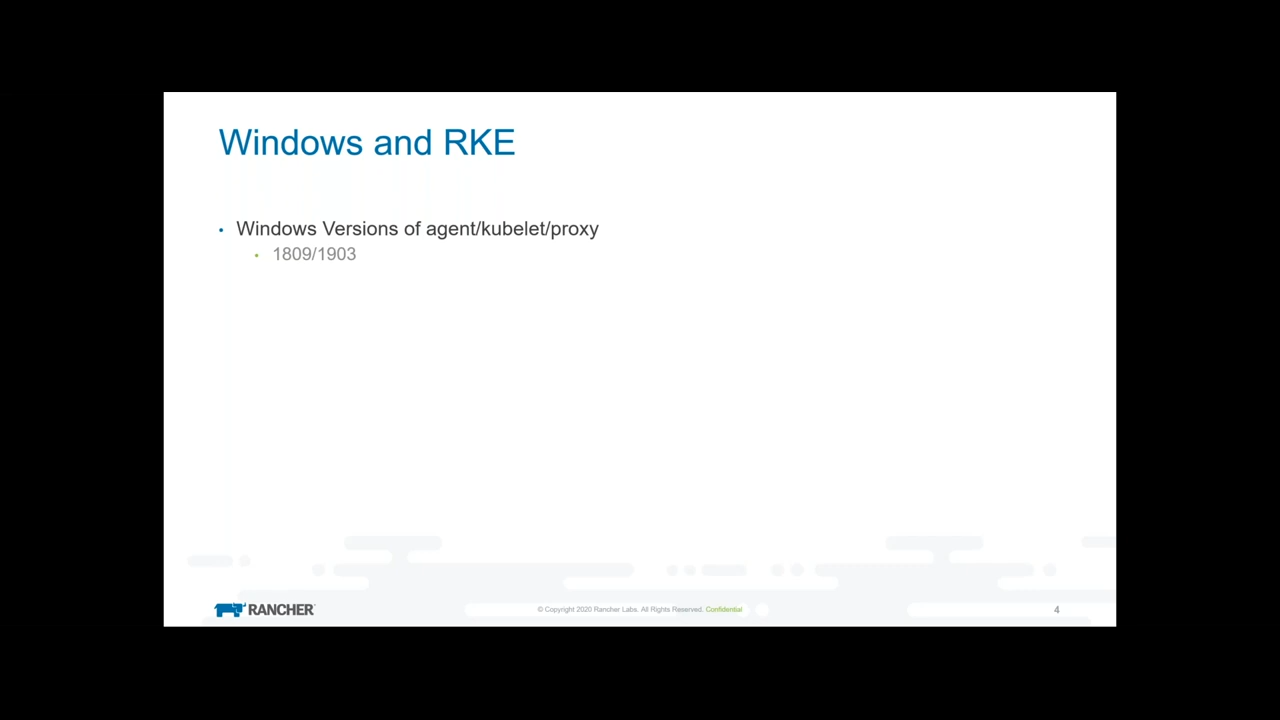 Windows and RKE
• Windows Versions of agent/kubelet/proxy
• 1809/1903
RANCHER
© Copyright 2020 Rancher Labs. All Rights Reserved. Confidential
4